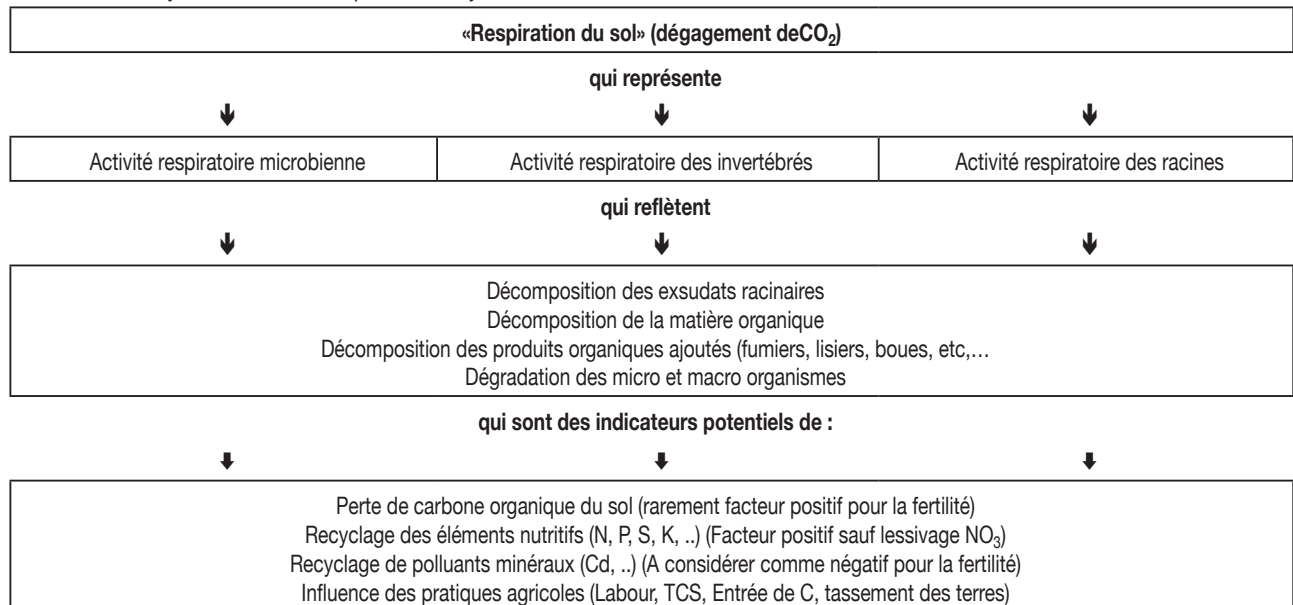 «Respiration du sol» (dégagement deCO₂)
qui représente
Activité respiratoire microbienne
Activité respiratoire des invertébrés
Activité respiratoire des racines
qui reflètent
Décomposition des exsudats racinaires
Décomposition de la matière organique
Décomposition des produits organiques ajoutés (fumiers, lisiers, boues, etc,…
Dégradation des micro et macro organismes
qui sont des indicateurs potentiels de :
Perte de carbone organique du sol (rarement facteur positif pour la fertilité)
Recyclage des éléments nutritifs (N, P, S, K, ..) (Facteur positif sauf lessivage NO₃)
Recyclage de polluants minéraux (Cd, ..) (A considérer comme négatif pour la fertilité)
Influence des pratiques agricoles (Labour, TCS, Entrée de C, tassement des terres)